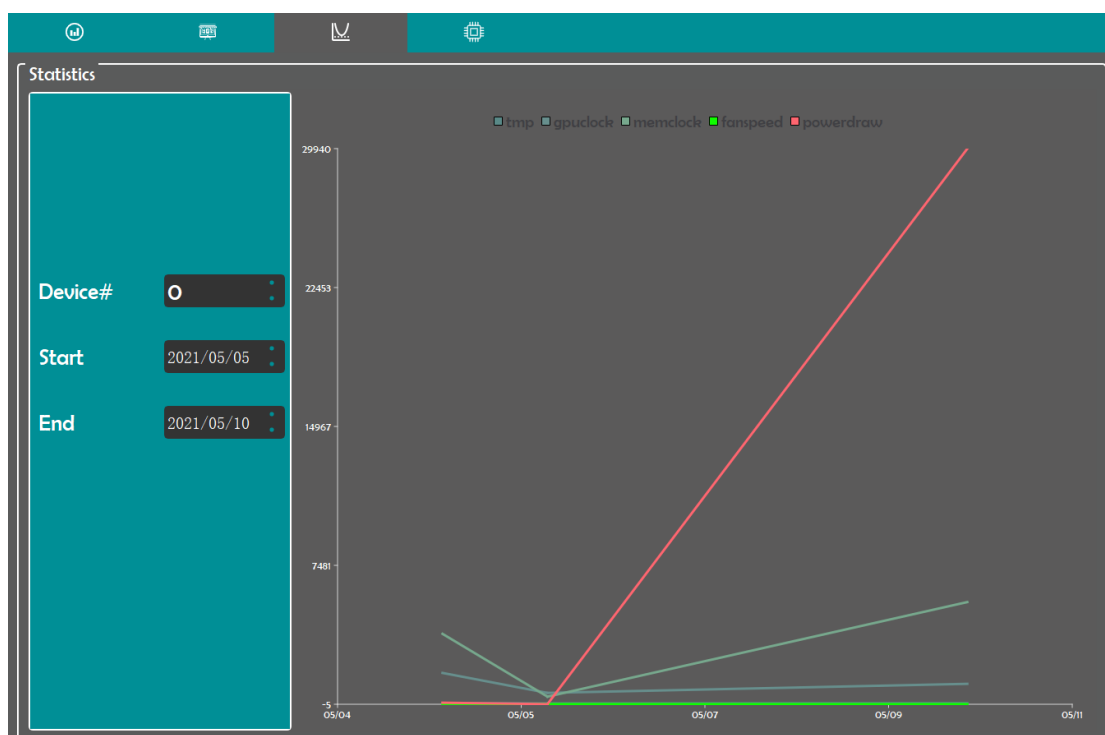 Statistics
tmp gpuclock memclock fanspeed powerdraw
Device# 0
Start 2021/05/05
End 2021/05/10
29940
22453
14967
7481
-5
05/04 05/05 05/07 05/09 05/11